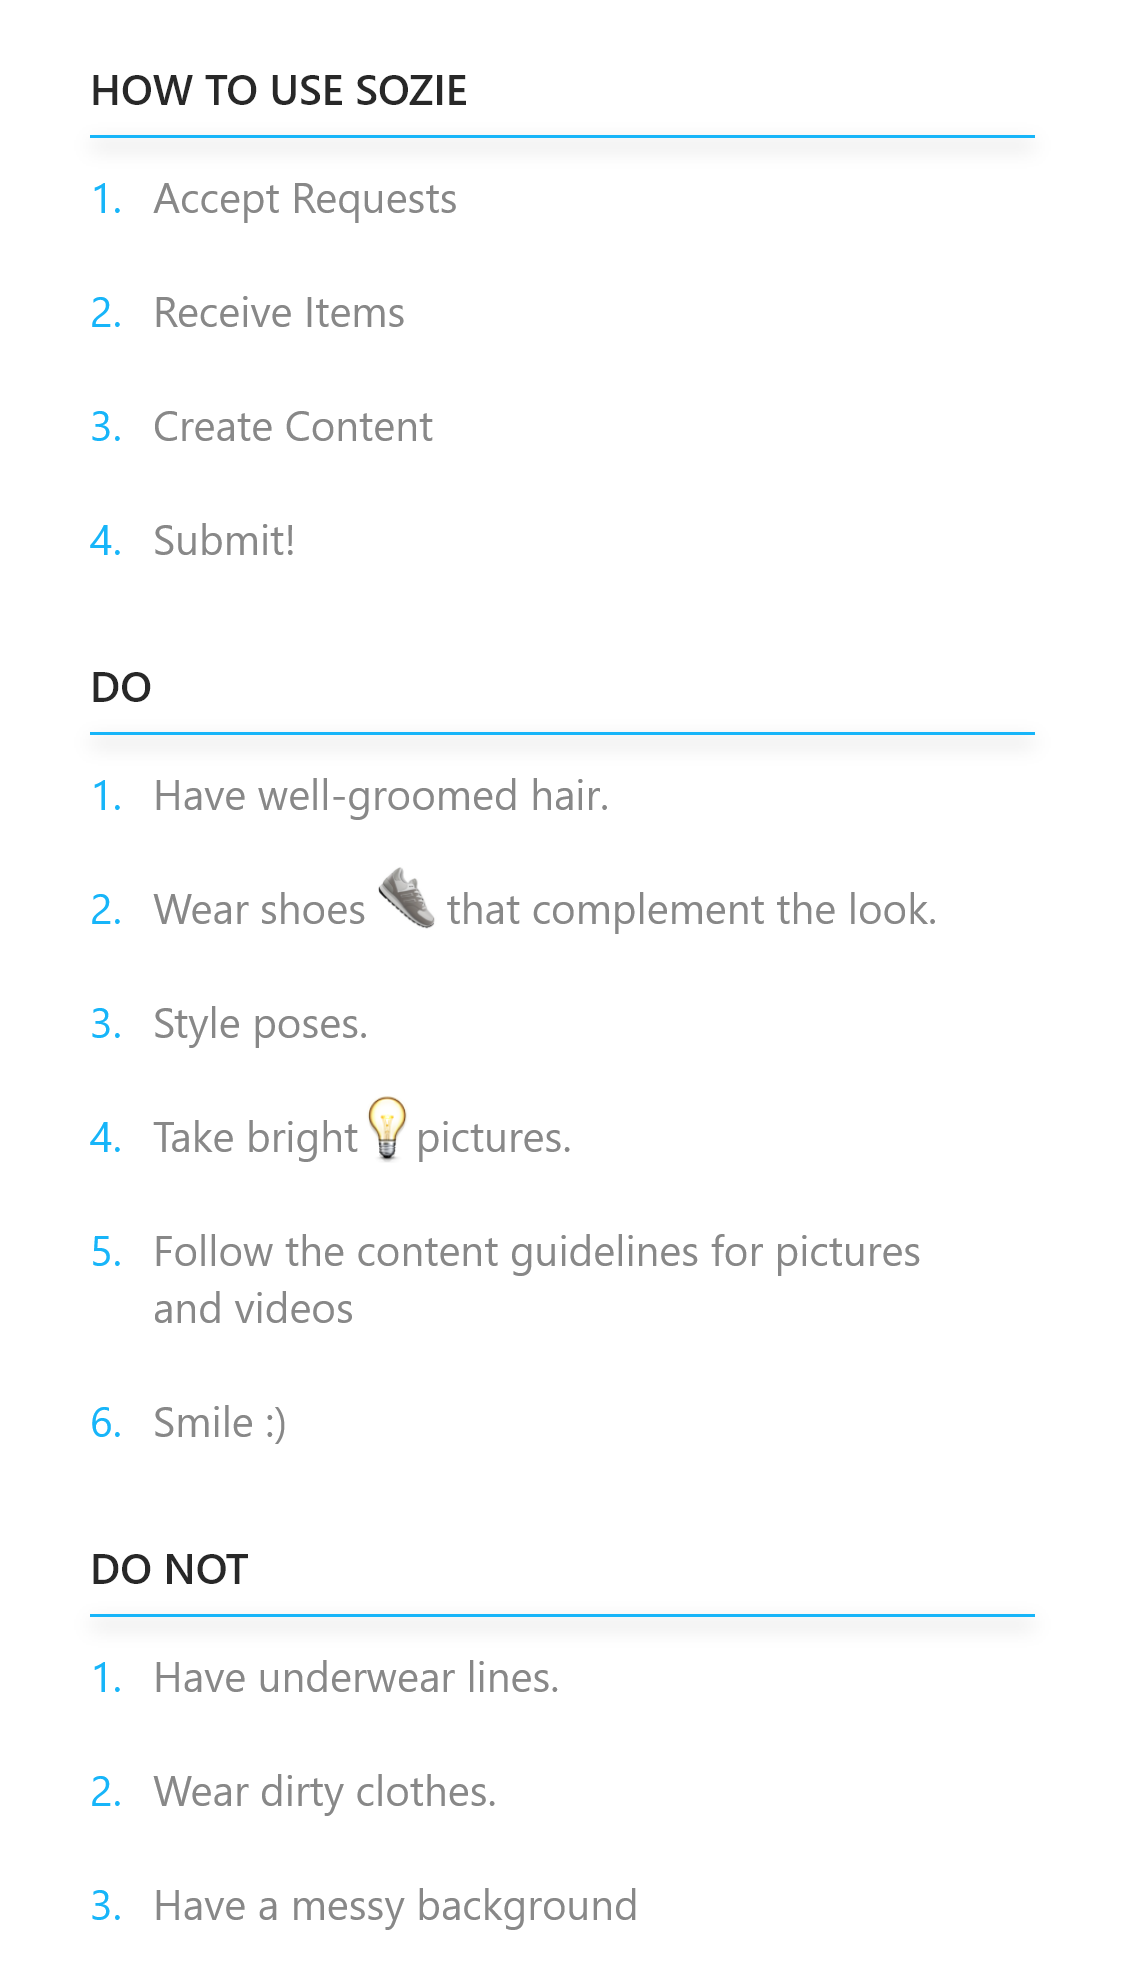 HOW TO USE SOZIE
1. Accept Requests
2. Receive Items
3. Create Content
4. Submit!
DO
1. Have well-groomed hair.
2. Wear shoes 👟 that complement the look.
3. Style poses.
4. Take bright 💡 pictures.
5. Follow the content guidelines for pictures
and videos
6. Smile :)
DO NOT
1. Have underwear lines.
2. Wear dirty clothes.
3. Have a messy background